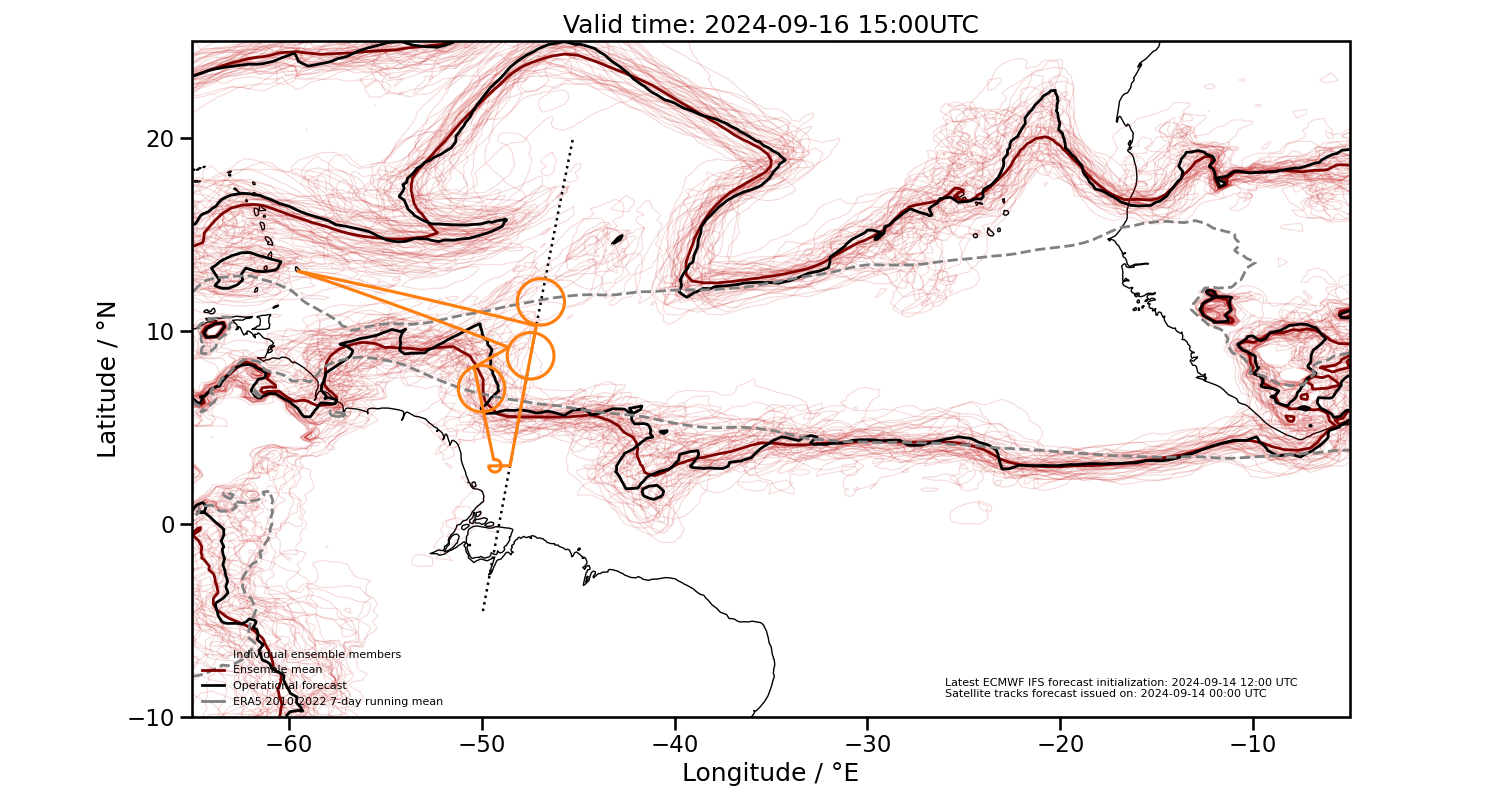 Valid time: 2024-09-16 15:00UTC
Latitude / °N
20
10
0
−10
Individual ensemble members
Ensemble mean
Operational forecast
ERA5 2010-2022 7-day running mean
Latest ECMWF IFS forecast initialization: 2024-09-14 12:00 UTC
Satellite tracks forecast issued on: 2024-09-14 00:00 UTC
−60 −50 −40 −30 −20 −10
Longitude / °E